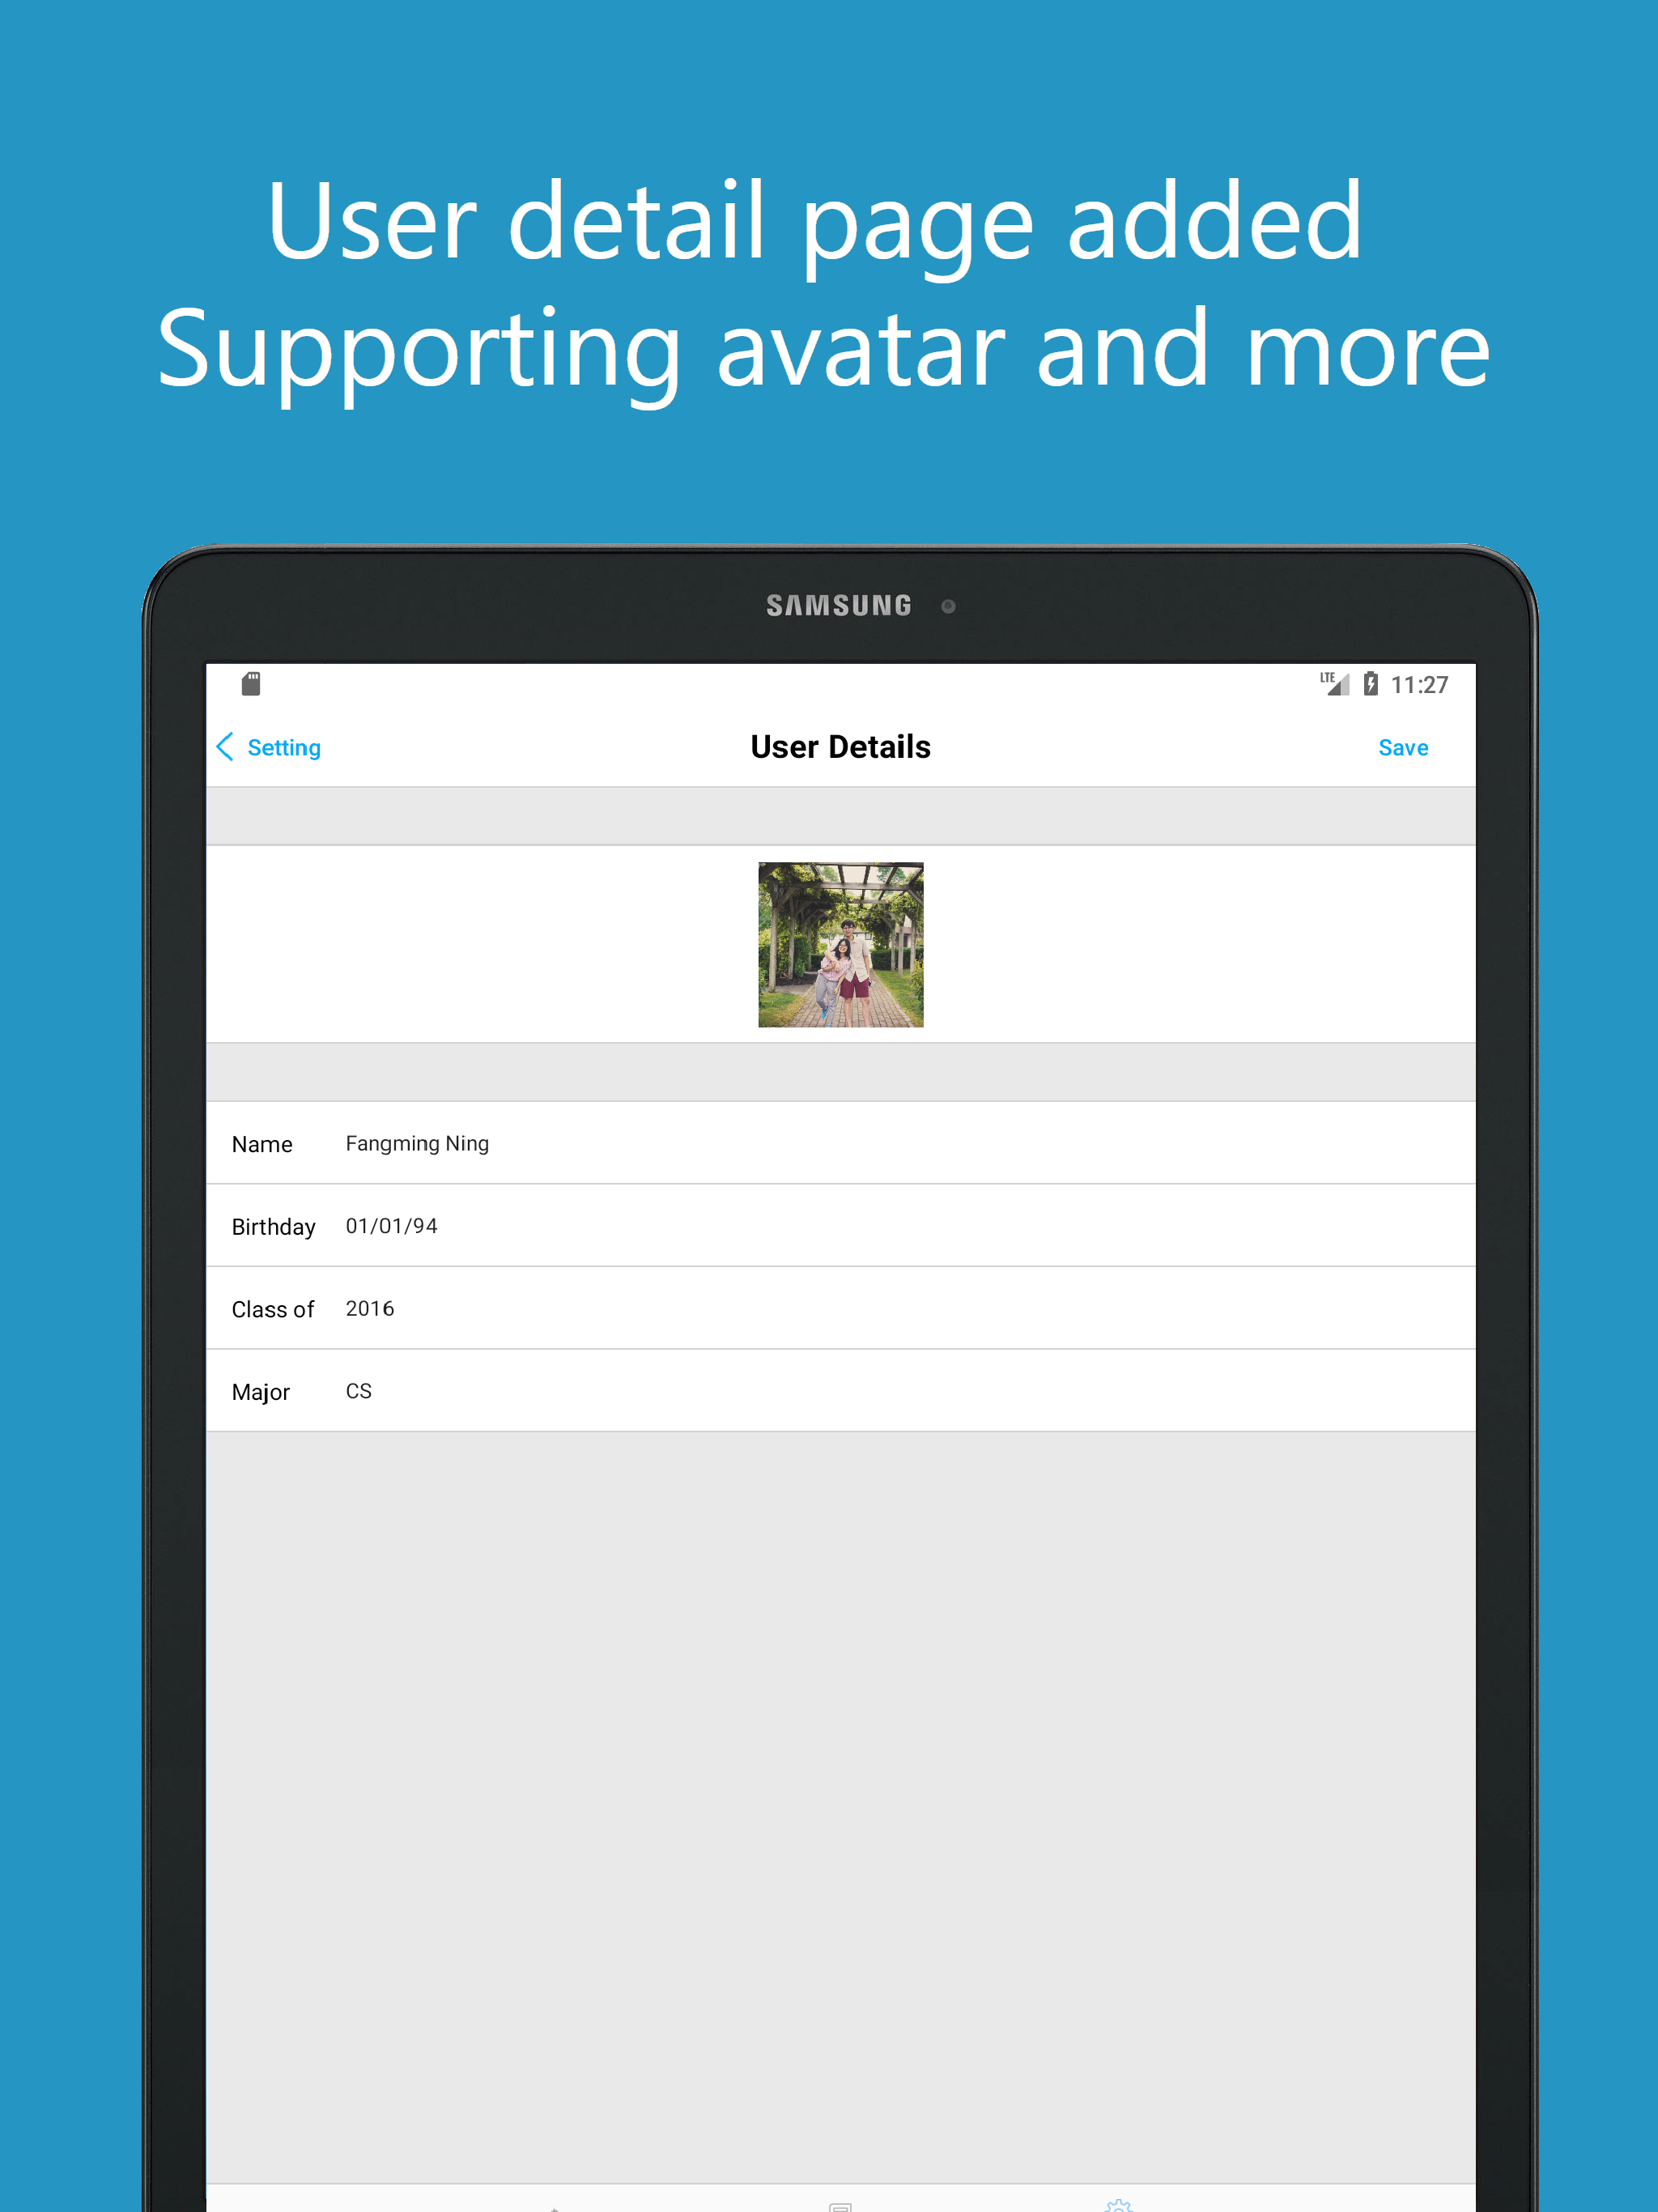 User detail page added
Supporting avatar and more
SAMSUNG
LTE 11:27
Setting User Details Save
Name Fangming Ning
Birthday 01/01/94
Class of 2016
Major CS